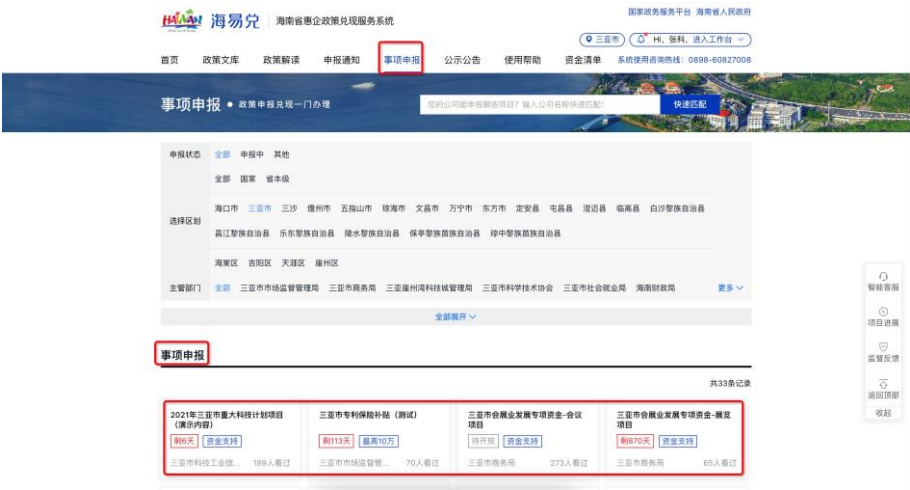 国家政务服务平台 海南省人民政府
HAINAN 海易兑 海南省惠企政策兑现服务系统
三亚市 Hi, 张科, 进入工作台
首页 政策文库 政策解读 申报通知 事项申报 公示公告 使用帮助 资金清单 系统使用咨询热线：0898-60827008
事项申报 • 政策申报兑现一门办理 您的公司能申报哪些项目? 输入公司名称快速匹配! 快速匹配
申报状态 全部 申报中 其他
全部 国家 省本级
选择区划
海口市 三亚市 三沙 儋州市 五指山市 琼海市 文昌市 万宁市 东方市 定安县 屯昌县 澄迈县 临高县 白沙黎族自治县
昌江黎族自治县 乐东黎族自治县 陵水黎族自治县 保亭黎族苗族自治县 琼中黎族苗族自治县
海棠区 吉阳区 天涯区 崖州区
主管部门 全部 三亚市市场监督管理局 三亚市商务局 三亚崖州湾科技城管理局 三亚市科学技术协会 三亚市社会就业局 海南财政局 更多
全部展开
智能客服
项目进展
监督反馈
返回顶部
收起
事项申报
共33条记录
2021年三亚市重大科技计划项目（演示内容）
剩6天 资金支持
三亚市科技工业信... 189人看过
三亚市专利保险补贴（测试）
剩113天 最高10万
三亚市市场监督管... 70人看过
三亚市会展业发展专项资金-会议项目
待开放 资金支持
三亚市商务局 273人看过
三亚市会展业发展专项资金-展览项目
剩870天 资金支持
三亚市商务局 65人看过